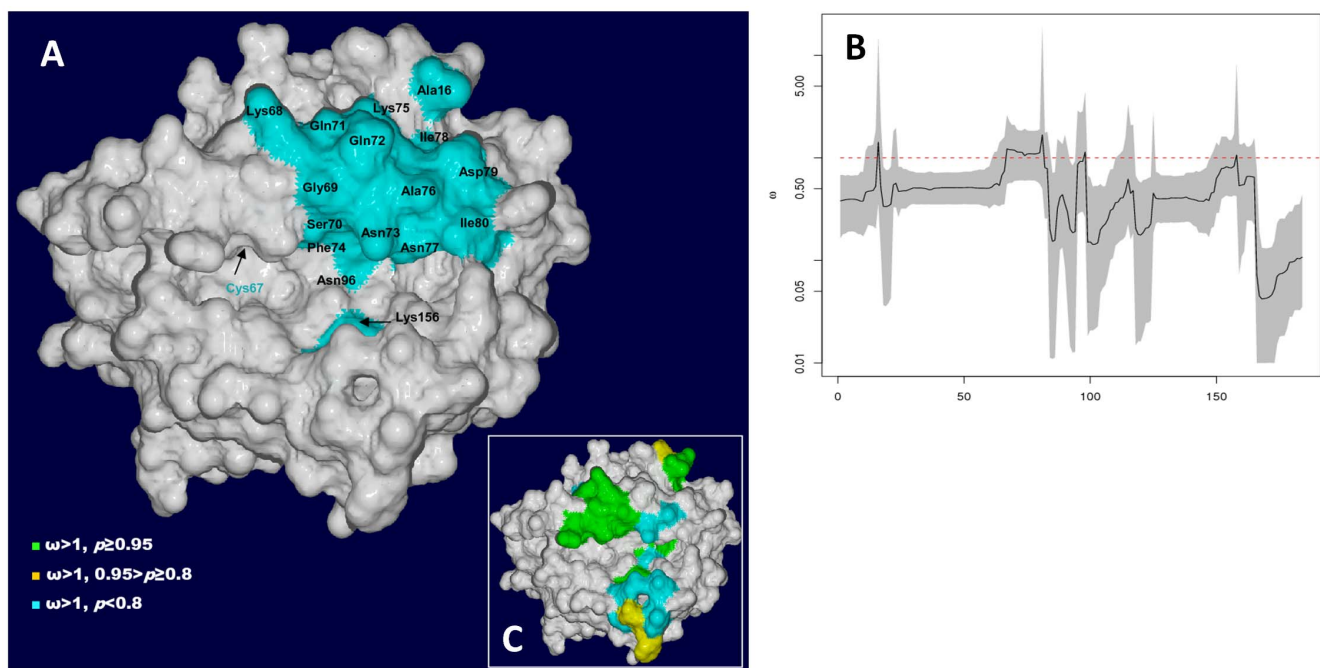 A
Ala16
Lys75
Lys68
Gln71
Gln72
Ile78
Asp79
Gly69
Ala76
Ser70
Asn73
Ile80
Phe74
Asn77
Asn96
Cys67
Lys156
ω>1, p≥0.95
ω>1, 0.95>p≥0.8
ω>1, p<0.8
C
B
5.00
0.50
0.05
0.01
ω
0 50 100 150